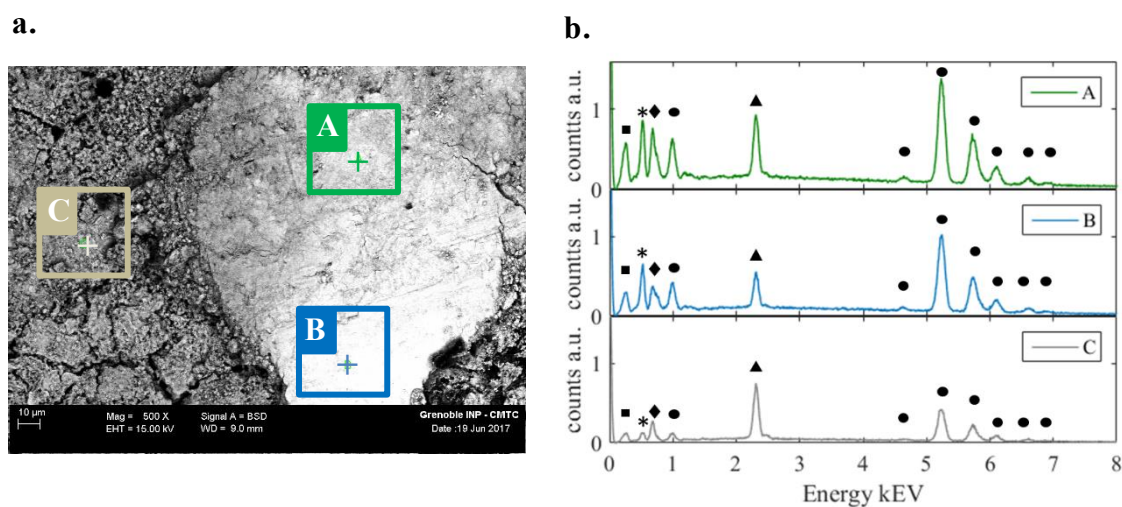 a.
b.
A
B
C
10 µm
Mag = 500 X
Signal A = BSD
Grenoble INP - CMTC
EHT = 15.00 kV
WD = 9.0 mm
Date :19 Jun 2017
countts a.u.
1
0
A
countts a.u.
1
0
B
counts a.u.
1
0
C
0 1 2 3 4 5 6 7 8
Energy kEV